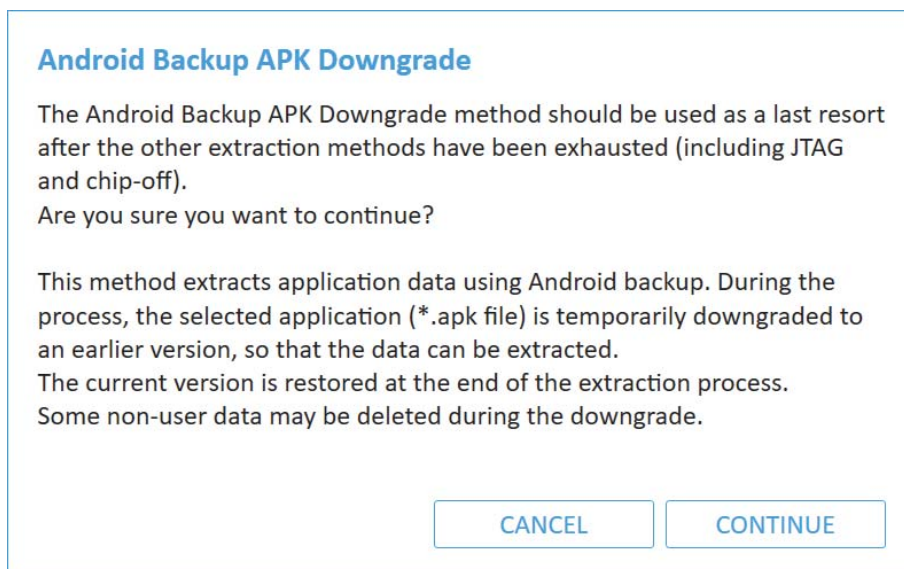 Android Backup APK Downgrade
The Android Backup APK Downgrade method should be used as a last resort
after the other extraction methods have been exhausted (including JTAG
and chip-off).
Are you sure you want to continue?
This method extracts application data using Android backup. During the
process, the selected application (*.apk file) is temporarily downgraded to
an earlier version, so that the data can be extracted.
The current version is restored at the end of the extraction process.
Some non-user data may be deleted during the downgrade.
CANCEL CONTINUE